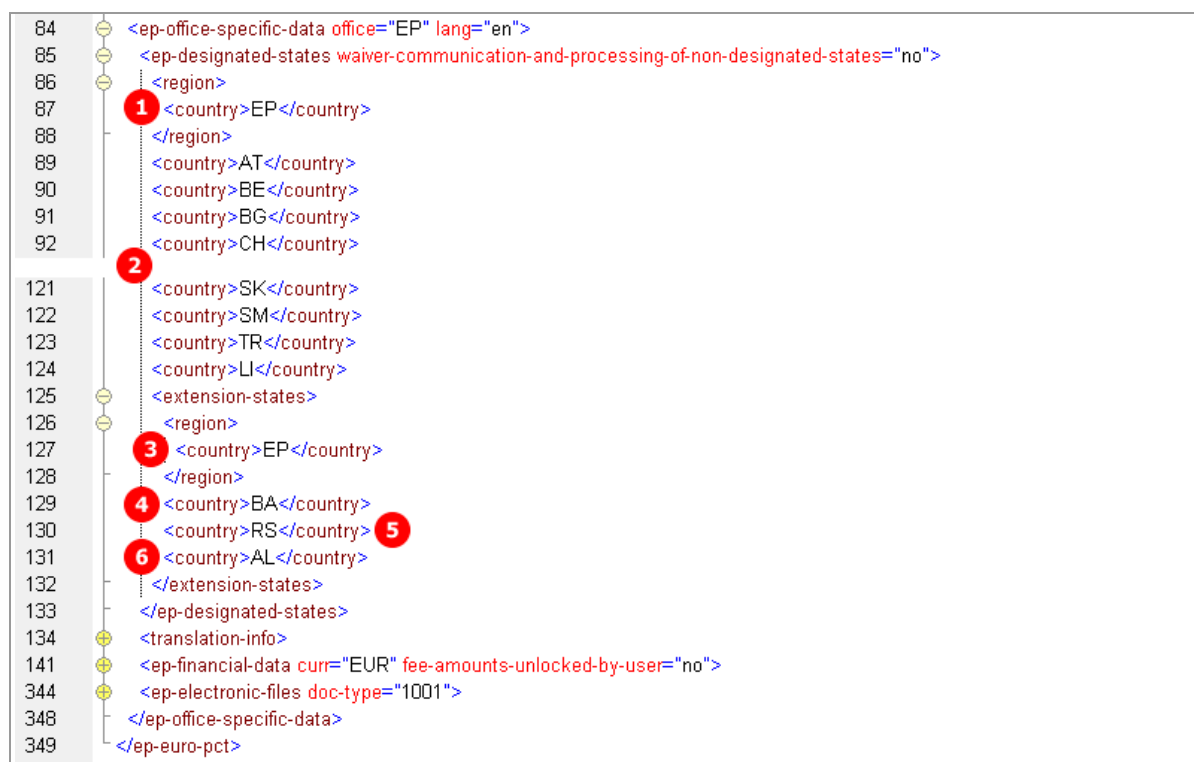 84 <ep-office-specific-data office="EP" lang="en">
85 <ep-designated-states waiver-communication-and-processing-of-non-designated-states="no">
86 <region>
87 1 <country>EP</country>
88 </region>
89 <country>AT</country>
90 <country>BE</country>
91 <country>BG</country>
92 <country>CH</country>
2
121 <country>SK</country>
122 <country>SM</country>
123 <country>TR</country>
124 <country>LI</country>
125 <extension-states>
126 <region>
127 3 <country>EP</country>
128 </region>
129 4 <country>BA</country>
130 <country>RS</country> 5
131 6 <country>AL</country>
132 </extension-states>
133 </ep-designated-states>
134 <translation-info>
141 <ep-financial-data curr="EUR" fee-amounts-unlocked-by-user="no">
344 <ep-electronic-files doc-type="1001">
348 </ep-office-specific-data>
349 </ep-euro-pct>